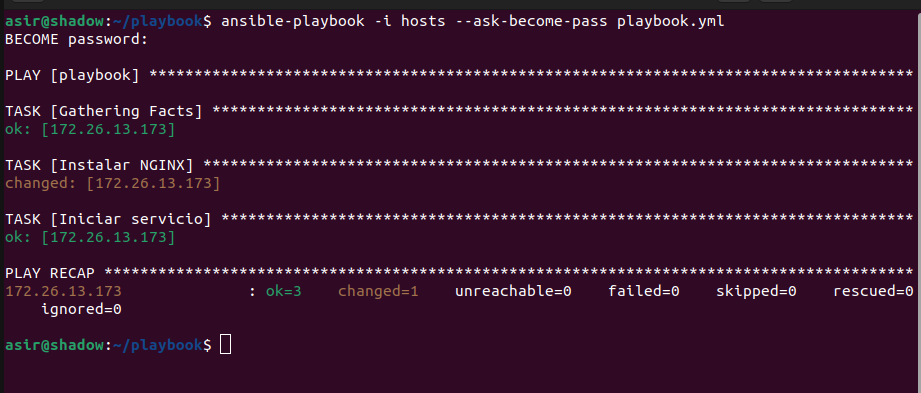 asir@shadow:~/playbook$ ansible-playbook -i hosts --ask-become-pass playbook.yml
BECOME password:
PLAY [playbook] *************************************************************************************
TASK [Gathering Facts] ******************************************************************************
ok: [172.26.13.173]
TASK [Instalar NGINX] *******************************************************************************
changed: [172.26.13.173]
TASK [Iniciar servicio] *****************************************************************************
ok: [172.26.13.173]
PLAY RECAP ******************************************************************************************
172.26.13.173              : ok=3    changed=1    unreachable=0    failed=0    skipped=0    rescued=0
    ignored=0
asir@shadow:~/playbook$